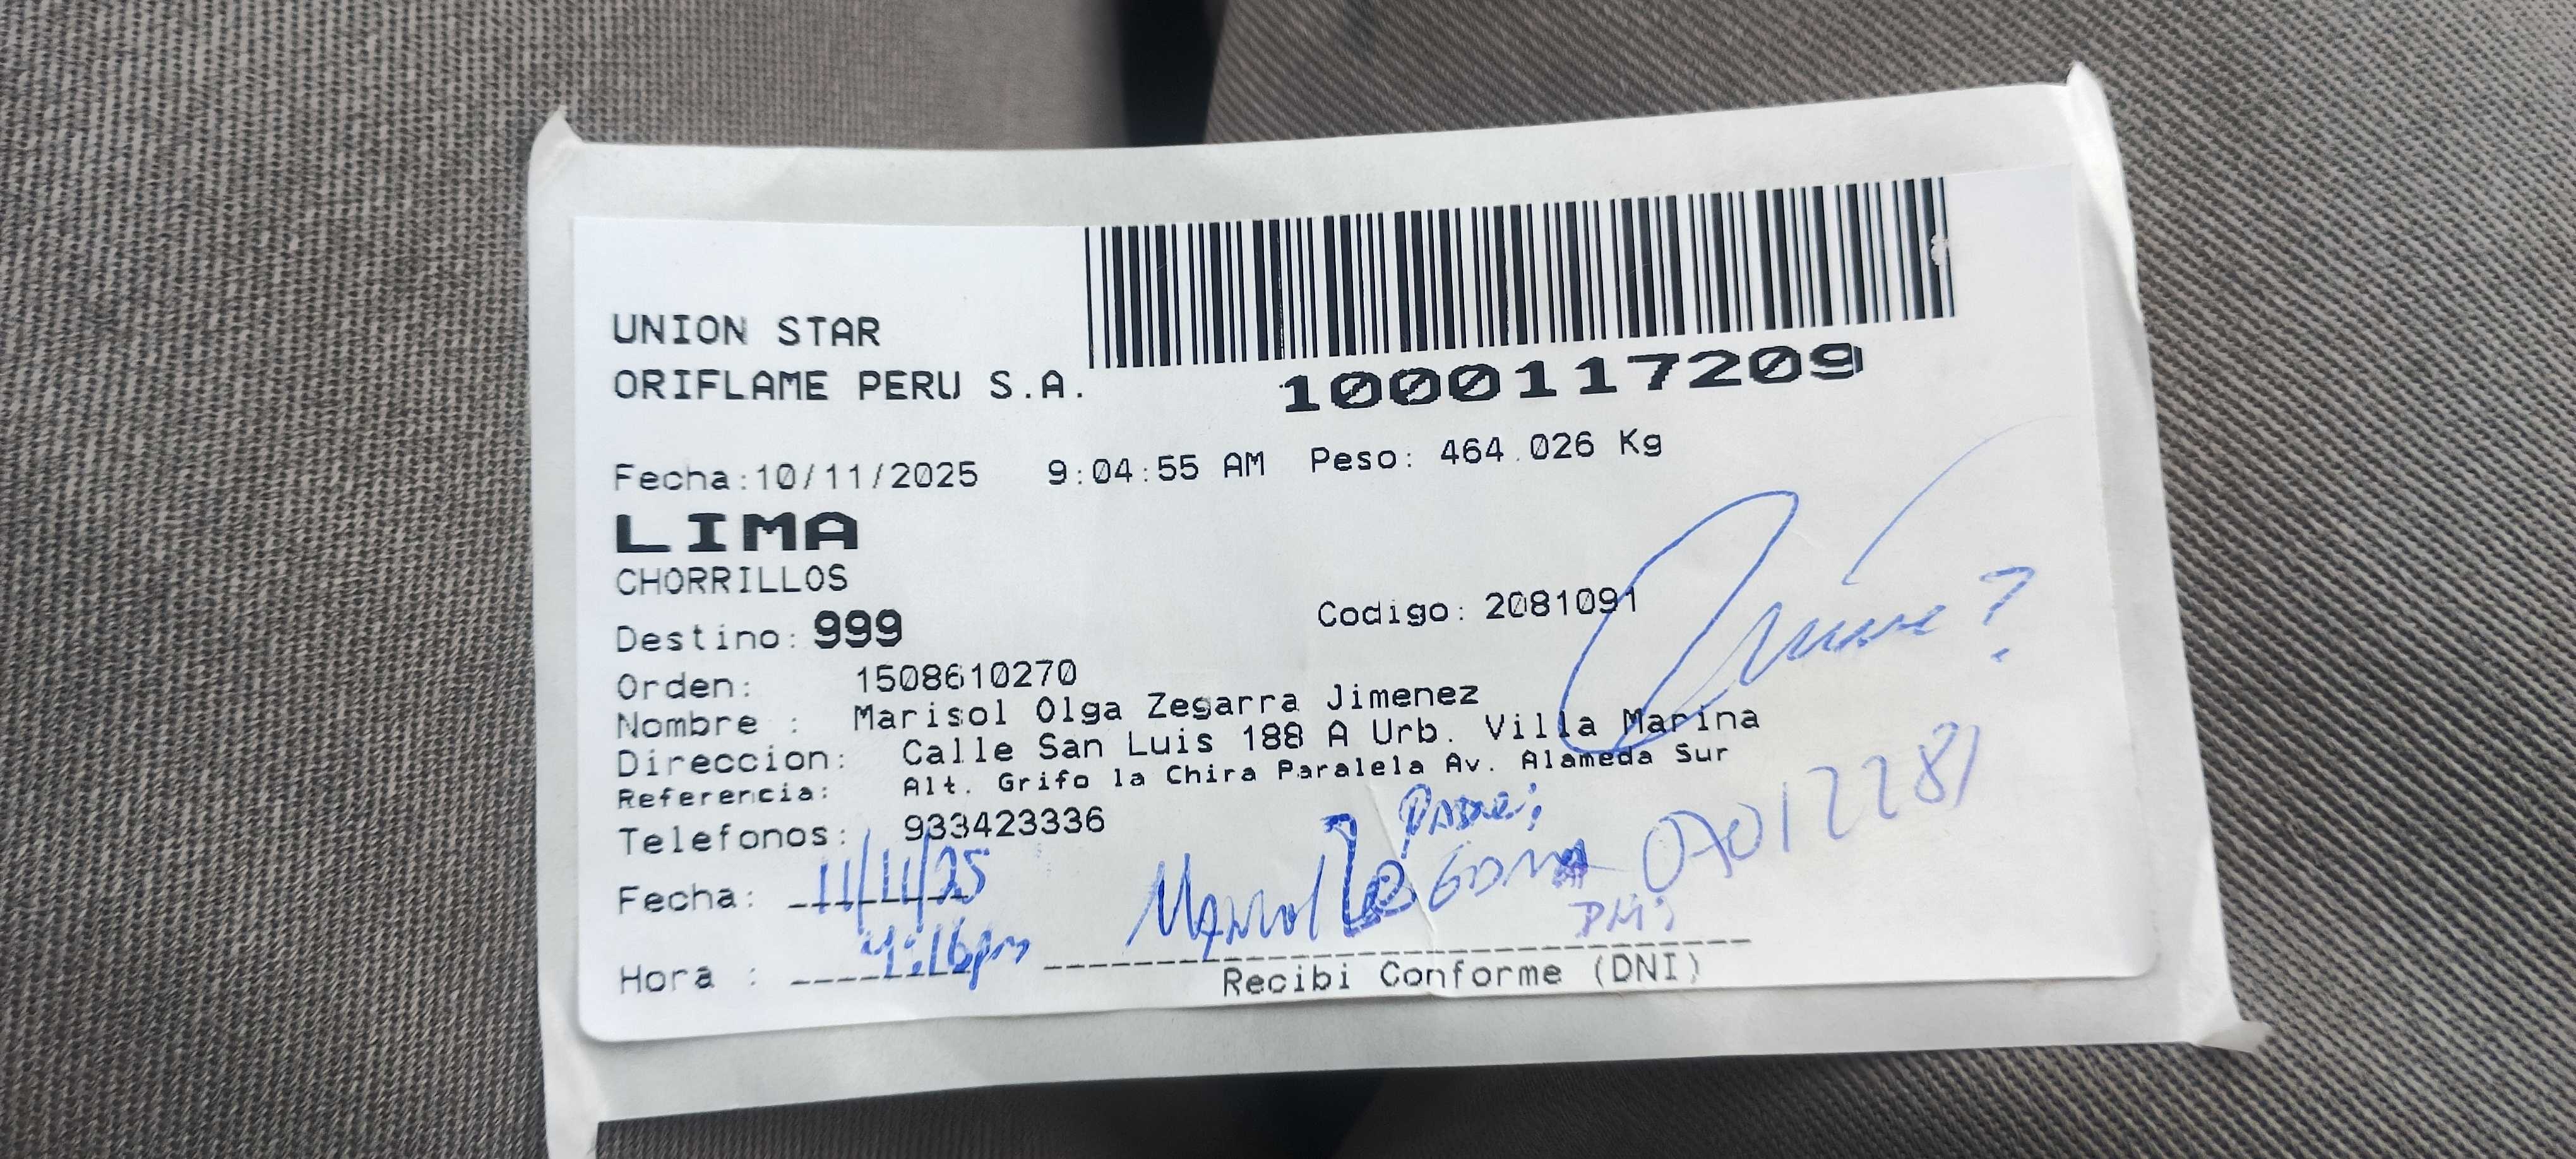 UNION STAR
ORIFLAME PERU S.A.
1000117209
Fecha:10/11/2025 9:04:55 AM Peso: 464.026 Kg
LIMA
CHORRILLOS
Destino: 999 Codigo: 2081091
Orden: 1508610270
Nombre : Marisol Olga Zegarra Jimenez
Direccion: Calle San Luis 188 A Urb. Villa Marina
Referencia: Alt. Grifo la Chira Paralela Av. Alameda Sur
Telefonos: 933423336
Fecha: 11/11/25
Hora : 4:16pm
Recibi Conforme (DNI)